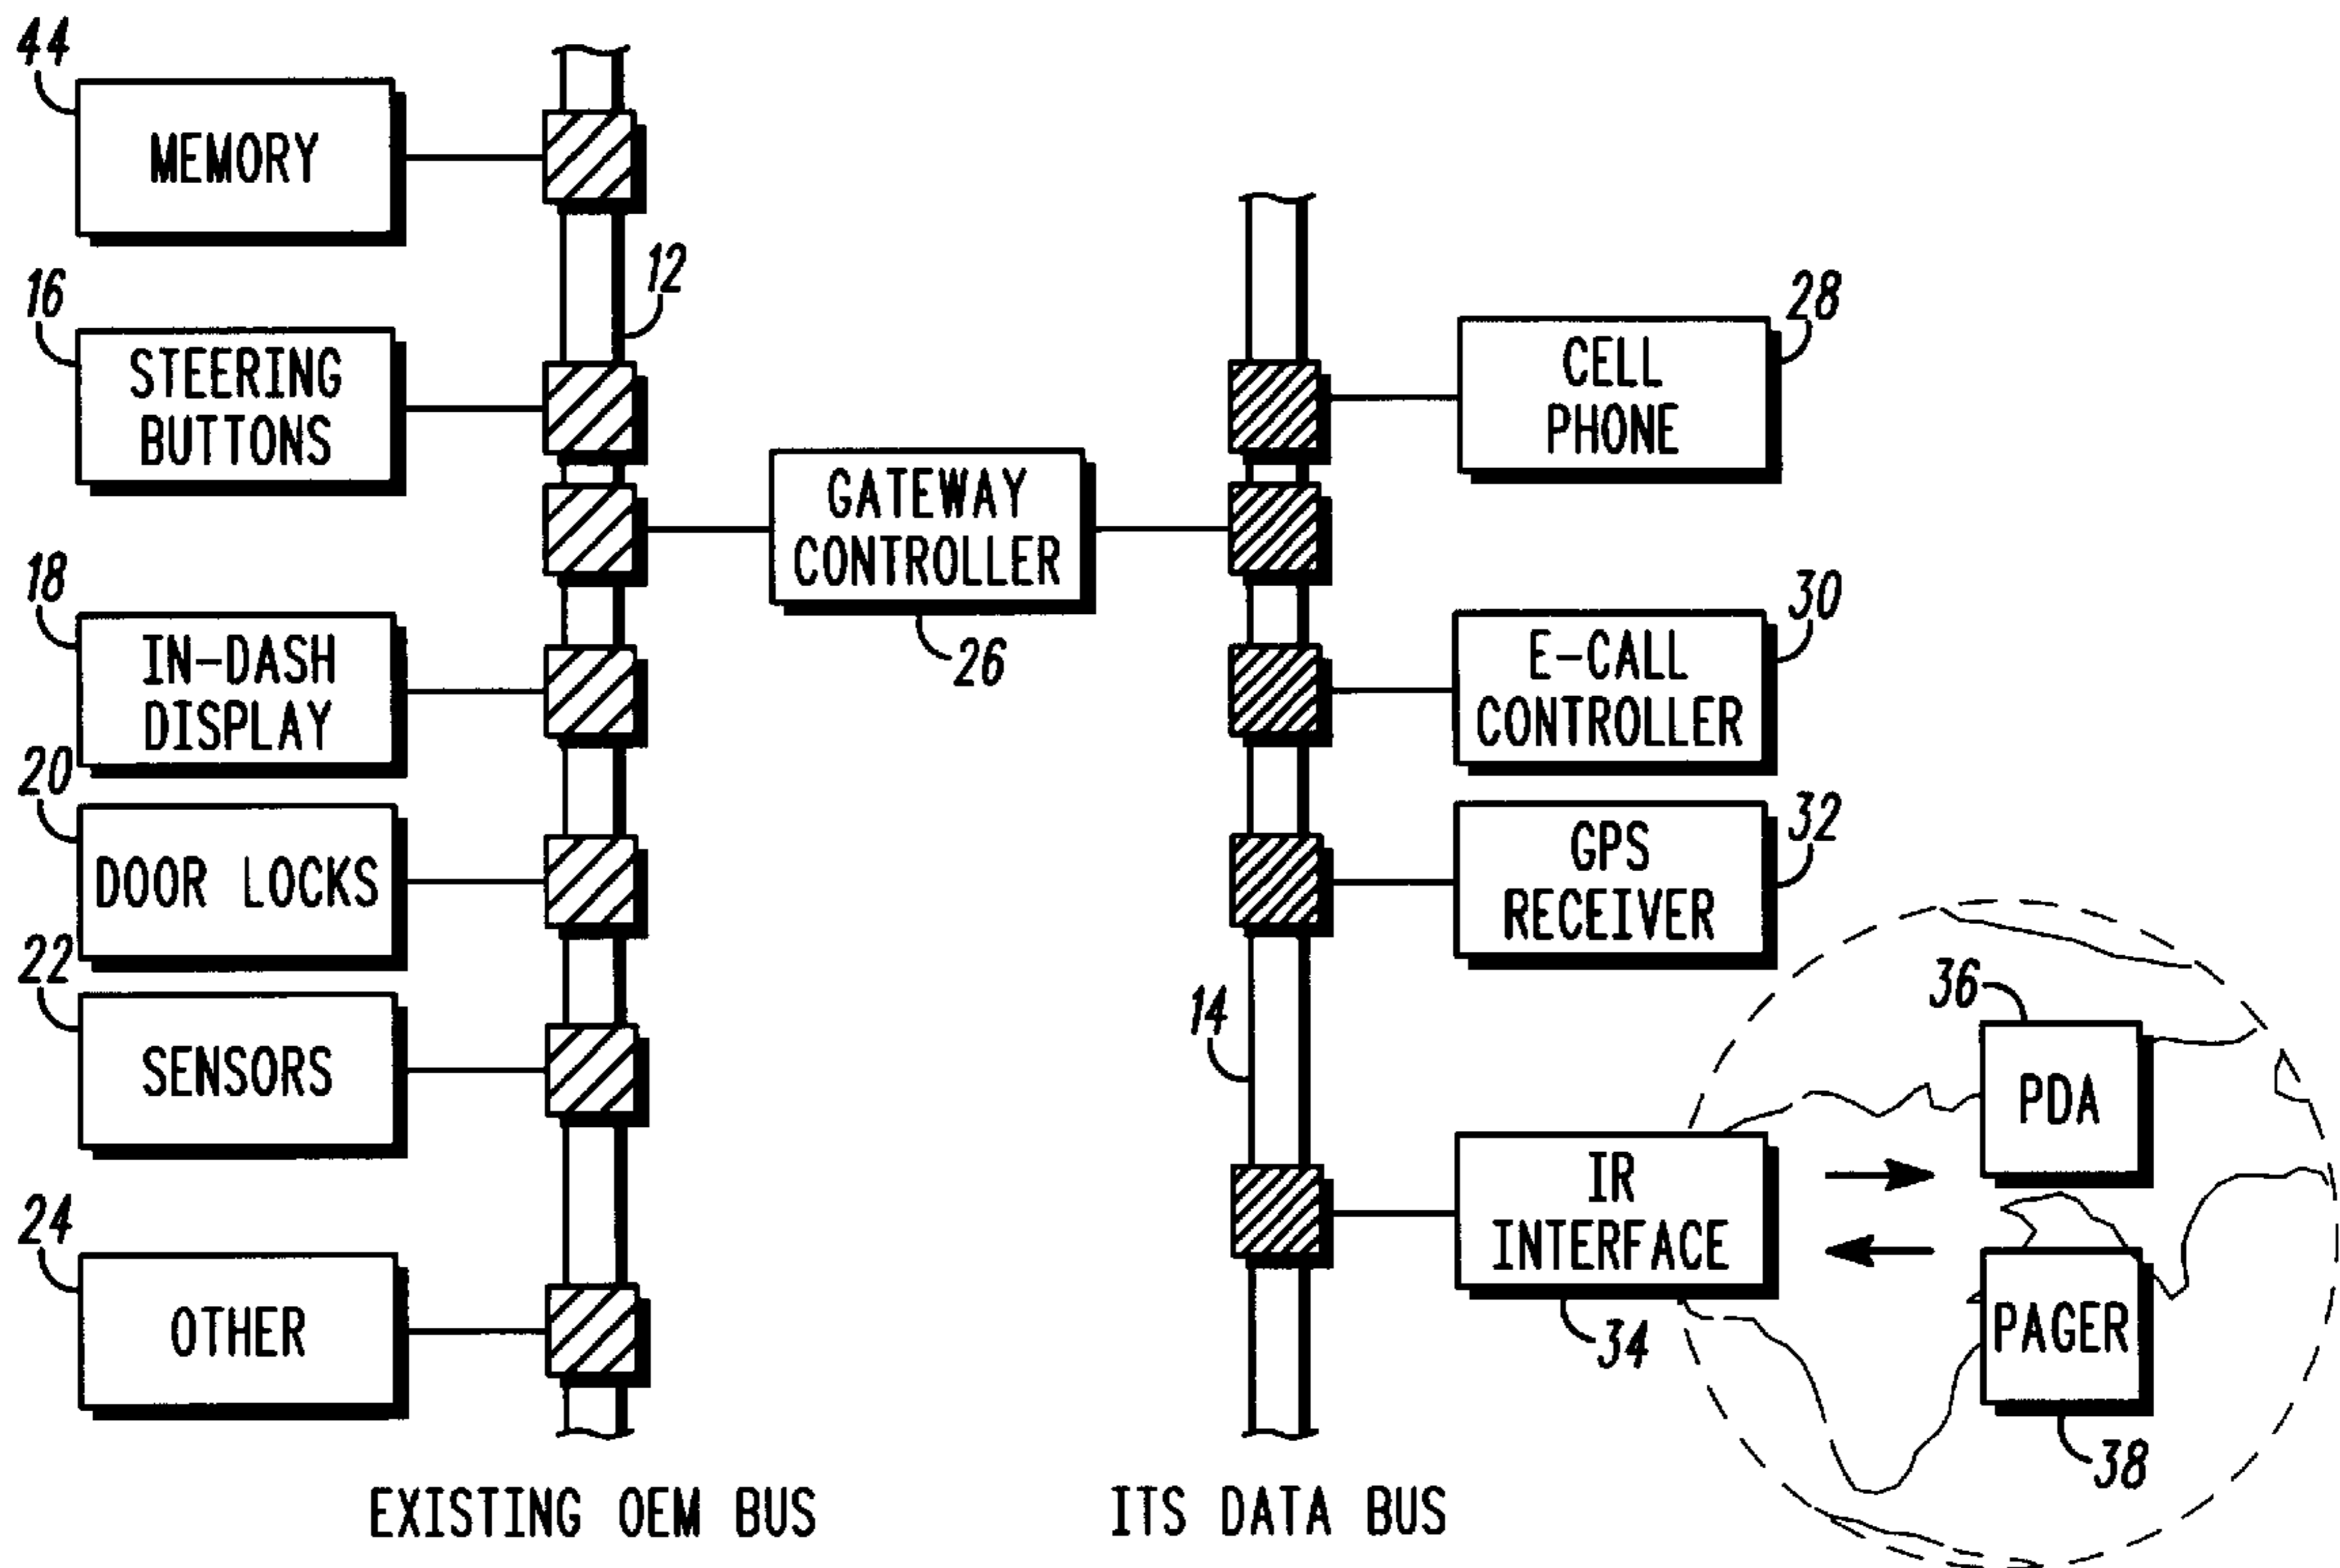 44
MEMORY
12
16
STEERING
BUTTONS
28
CELL
PHONE
GATEWAY
CONTROLLER
26
18
IN-DASH
DISPLAY
30
E-CALL
CONTROLLER
20
DOOR LOCKS
32
GPS
RECEIVER
22
SENSORS
14
36
PDA
24
OTHER
IR
INTERFACE
34
PAGER
38
EXISTING OEM BUS
ITS DATA BUS